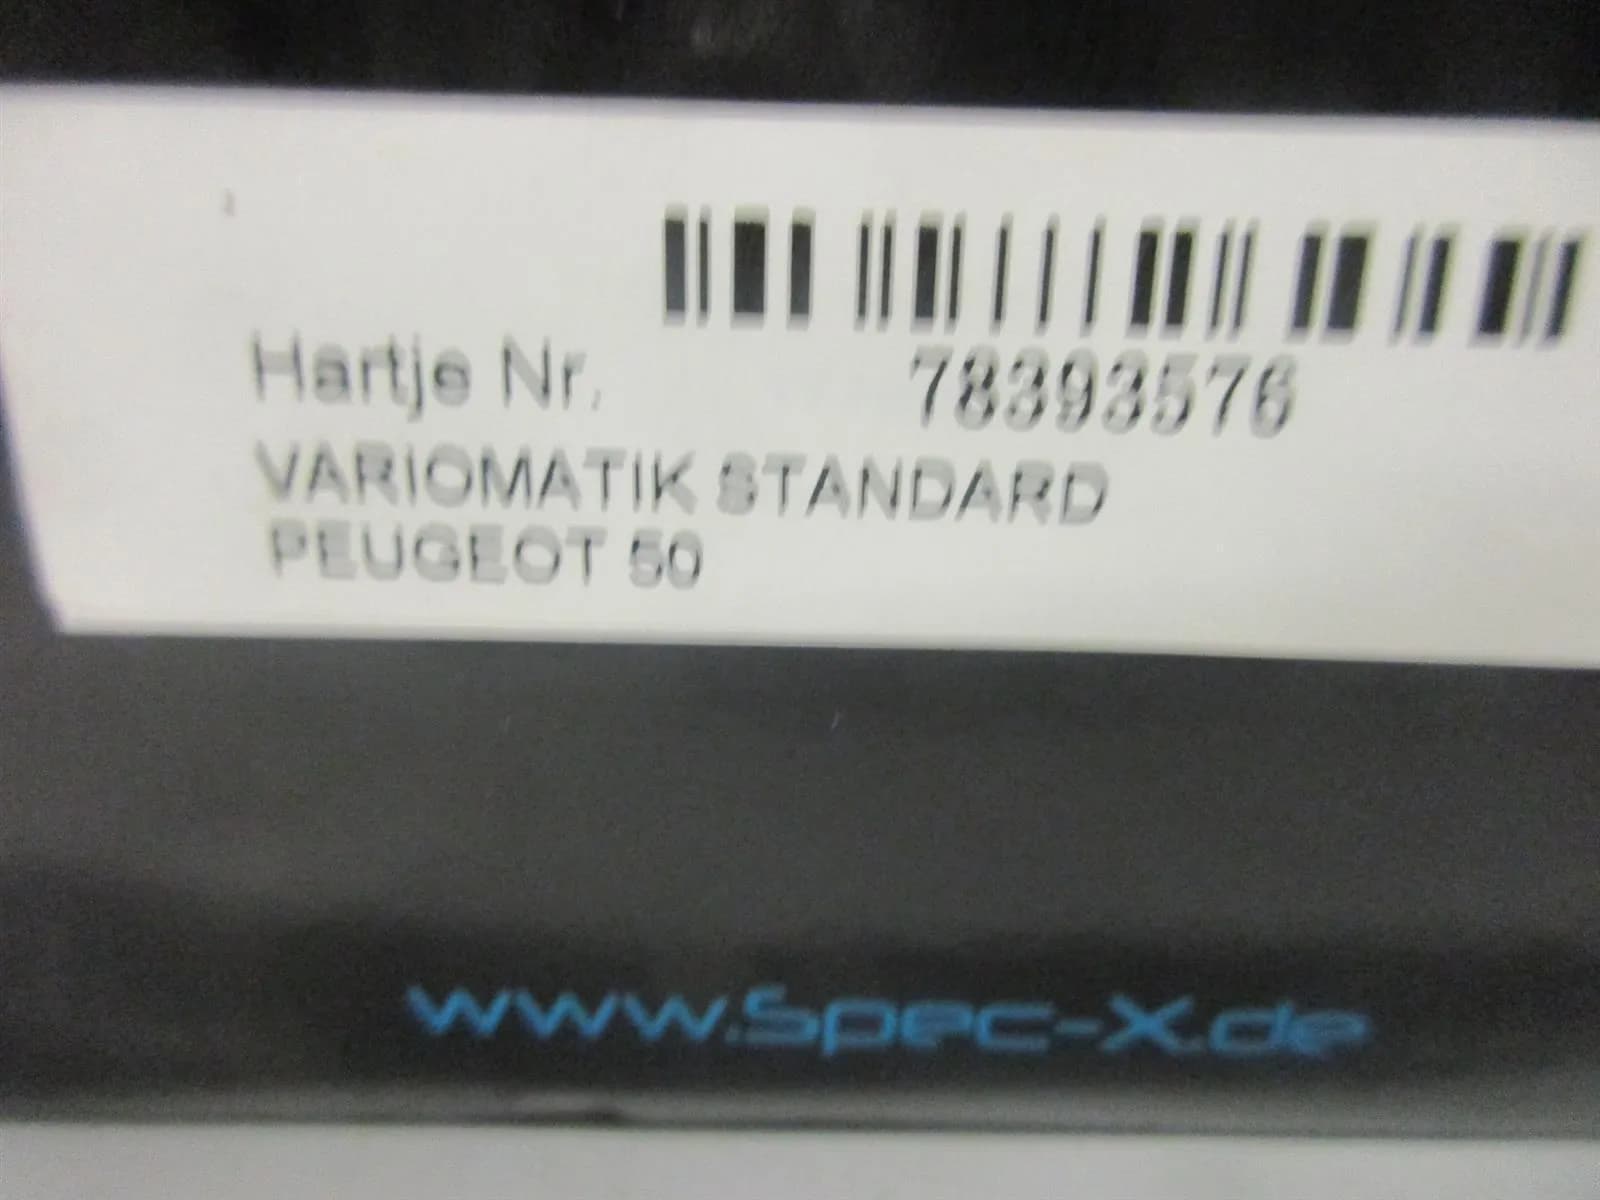 Hartje Nr. 78393576
VARIOMATIK STANDARD
PEUGEOT 50
www.Spec-X.de